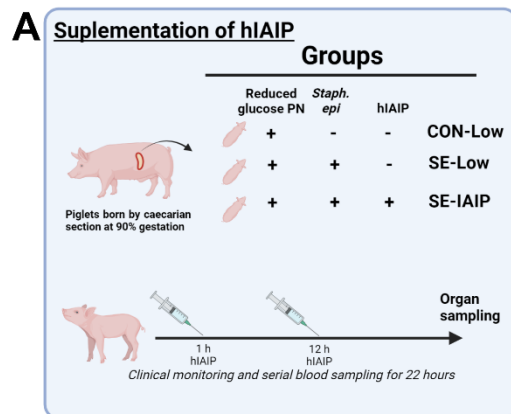 A
Suplementation of hIAIP
Groups
Reduced glucose PN Staph. epi hIAIP
+ - - CON-Low
+ + - SE-Low
+ + + SE-IAIP
Piglets born by caecarian
section at 90% gestation
Organ
sampling
1 h
hIAIP
12 h
hIAIP
Clinical monitoring and serial blood sampling for 22 hours